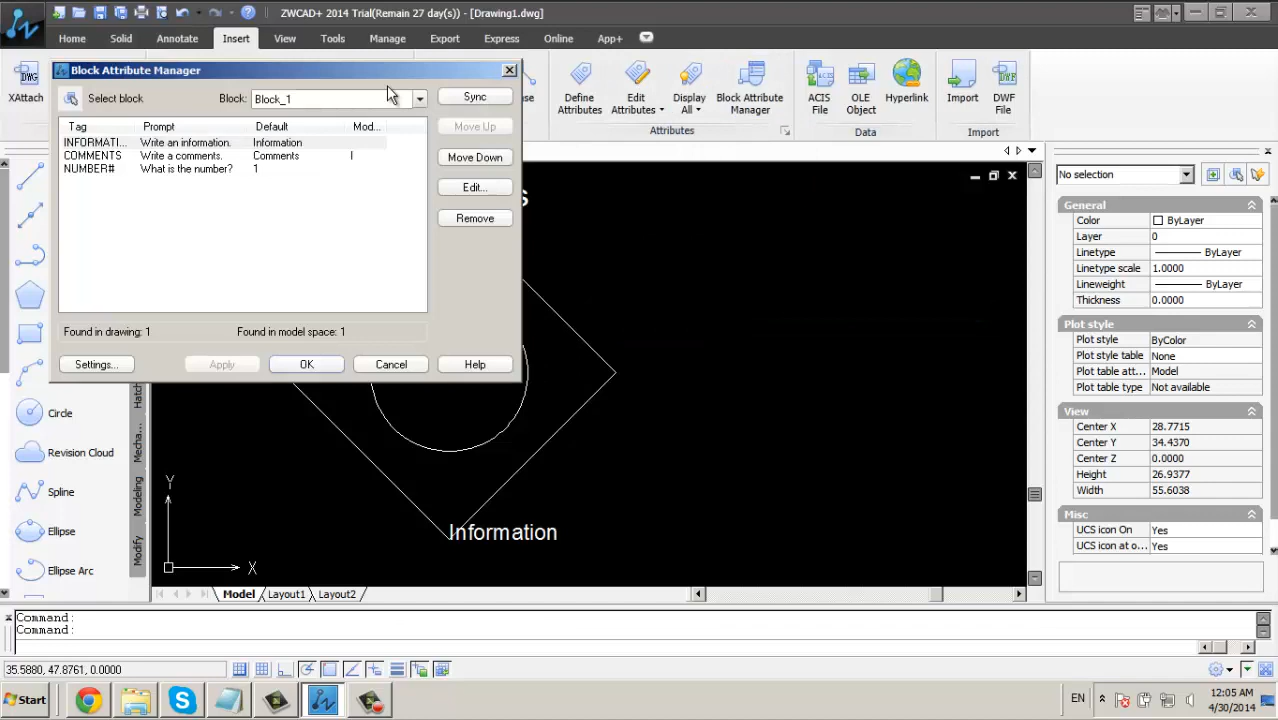 ZWCAD+ 2014 Trial(Remain 27 day(s)) - [Drawing1.dwg]
Home Solid Annotate Insert View Tools Manage Export Express Online App+
XAttach
Define Attributes
Edit Attributes
Display All
Block Attribute Manager
ACIS File
OLE Object
Hyperlink
Import
DWF File
Attributes Data Import
Block Attribute Manager
Select block Block: Block_1 Sync
Tag Prompt Default Mod...
INFORMATI... Write an information. Information
COMMENTS Write a comments. Comments I
NUMBER# What is the number? 1
Move Up
Move Down
Edit...
Remove
Found in drawing: 1 Found in model space: 1
Settings... Apply OK Cancel Help
Circle
Revision Cloud
Spline
Ellipse
Ellipse Arc
Hatch
Mecha...
Modeling
Modify
s
Information
Y
X
Model Layout1 Layout2
No selection
General
Color ByLayer
Layer 0
Linetype ByLayer
Linetype scale 1.0000
Lineweight ByLayer
Thickness 0.0000
Plot style
Plot style ByColor
Plot style table None
Plot table att... Model
Plot table type Not available
View
Center X 28.7715
Center Y 34.4370
Center Z 0.0000
Height 26.9377
Width 55.6038
Misc
UCS icon On Yes
UCS icon at o... Yes
Command:
Command:
35.5880, 47.8761, 0.0000
Start
EN
12:05 AM
4/30/2014